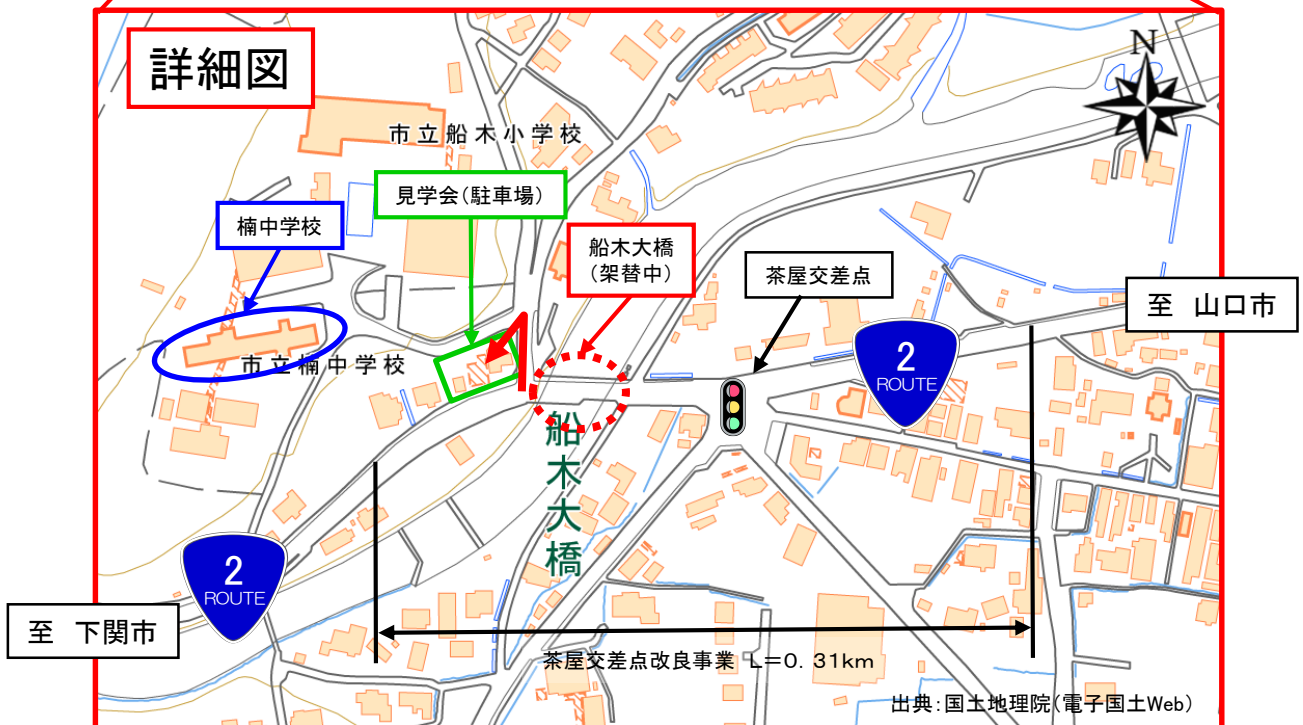 詳細図
N
市立船木小学校
見学会(駐車場)
楠中学校
船木大橋
(架替中)
茶屋交差点
至 山口市
2
ROUTE
市立楠中学校
船木大橋
2
ROUTE
至 下関市
茶屋交差点改良事業 L=0.31km
出典:国土地理院(電子国土Web)